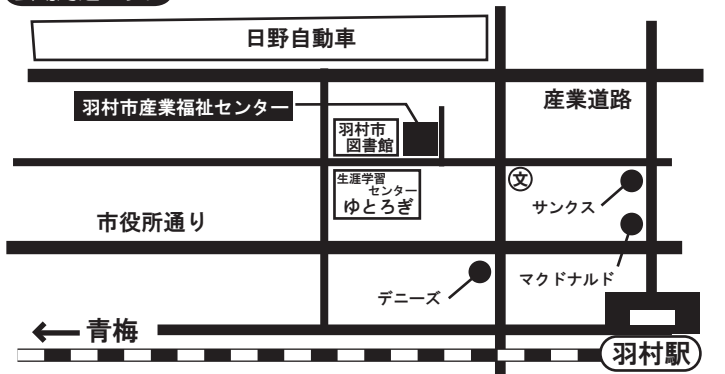 日野自動車
産業道路
羽村市産業福祉センター
羽村市
図書館
文
生涯学習
センター
ゆとろぎ
サンクス
市役所通り
マクドナルド
デニーズ
← 青梅
羽村駅